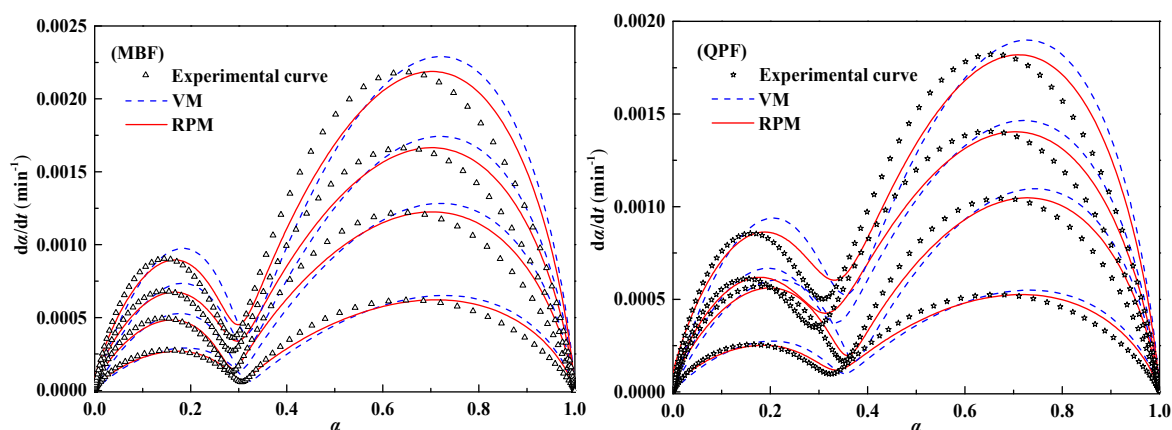 0.0025
0.0020
0.0015
0.0010
0.0005
0.0000
dα/dt (min⁻¹)
(MBF)
Experimental curve
VM
RPM
0.0 0.2 0.4 0.6 0.8 1.0
α
0.0020
0.0015
0.0010
0.0005
0.0000
dα/dt (min⁻¹)
(QPF)
Experimental curve
VM
RPM
0.0 0.2 0.4 0.6 0.8 1.0
α